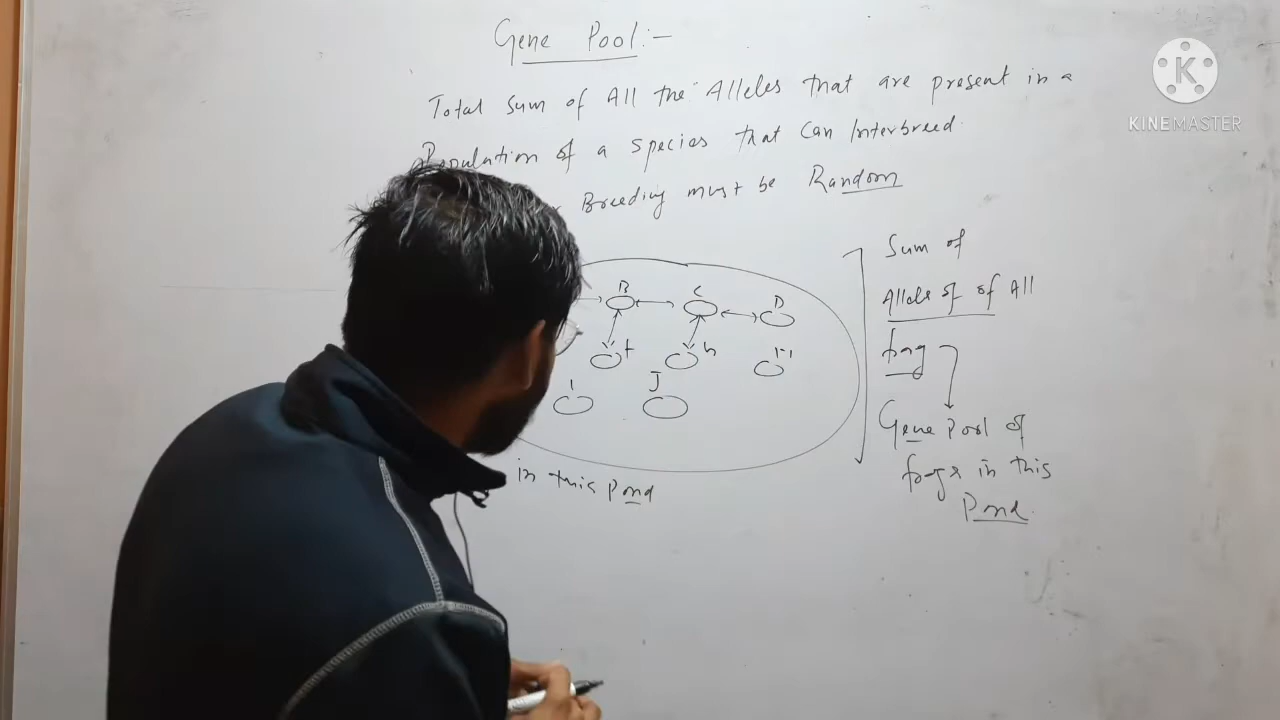 Gene Pool:-
Total Sum of All the Alleles that are present in a
Population of a species that can Interbreed.
Breeding must be Random
B C D
f h H
I J
in this Pond
Sum of
Allels of of All
frog
Gene Pool of
frogs in this
Pond.
K
KINEMASTER